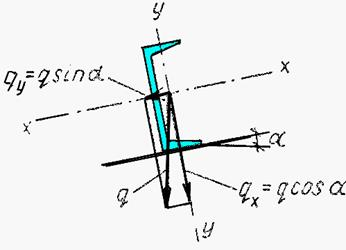 y
q_y = q sin α
x
x
α
q
q_x = q cos α
y